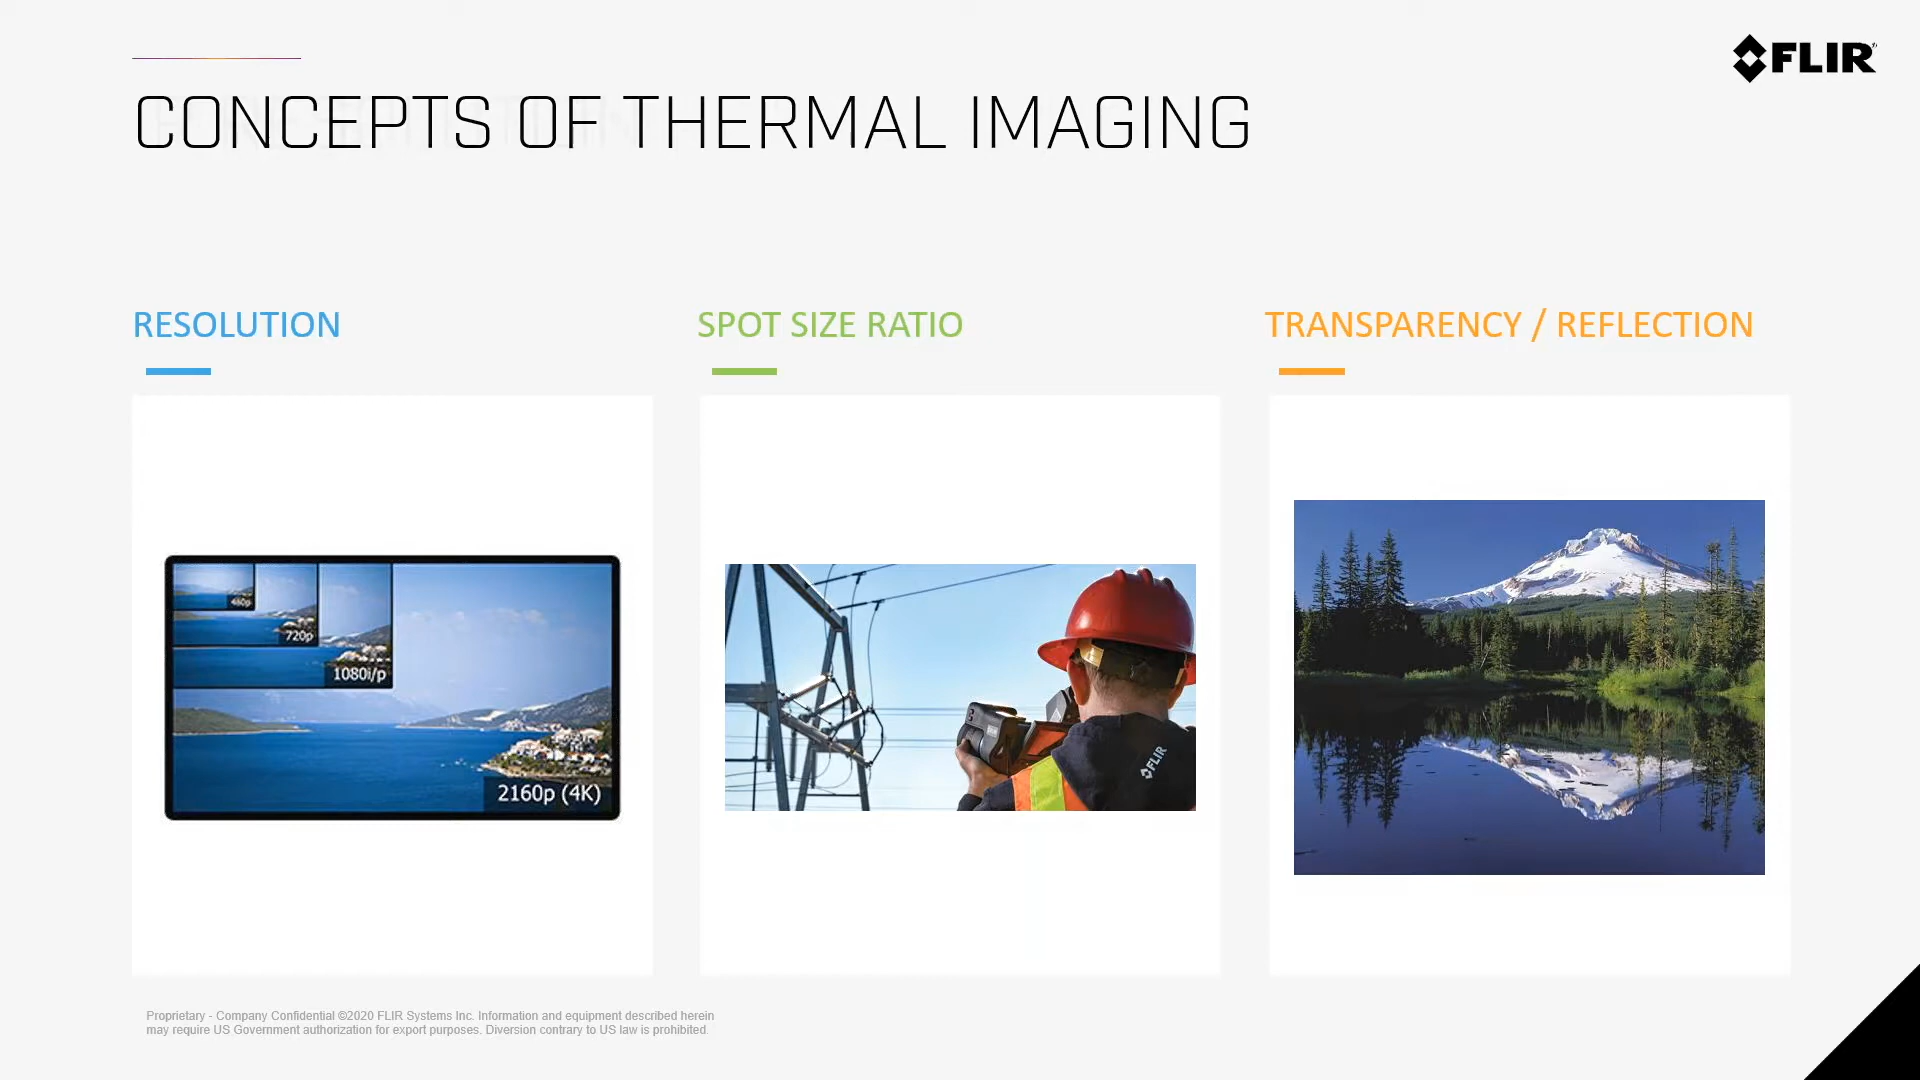 FLIR
CONCEPTS OF THERMAL IMAGING
RESOLUTION
SPOT SIZE RATIO
TRANSPARENCY / REFLECTION
480p
720p
1080i/p
2160p (4K)
FLIR
Proprietary - Company Confidential ©2020 FLIR Systems Inc. Information and equipment described herein
may require US Government authorization for export purposes. Diversion contrary to US law is prohibited.